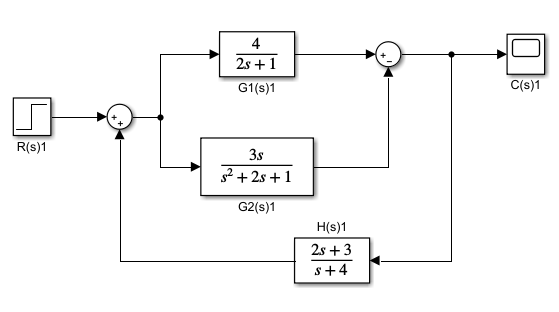 4
2s + 1
G1(s)1
+
−
C(s)1
R(s)1
+
+
3s
s² + 2s + 1
G2(s)1
H(s)1
2s + 3
s + 4